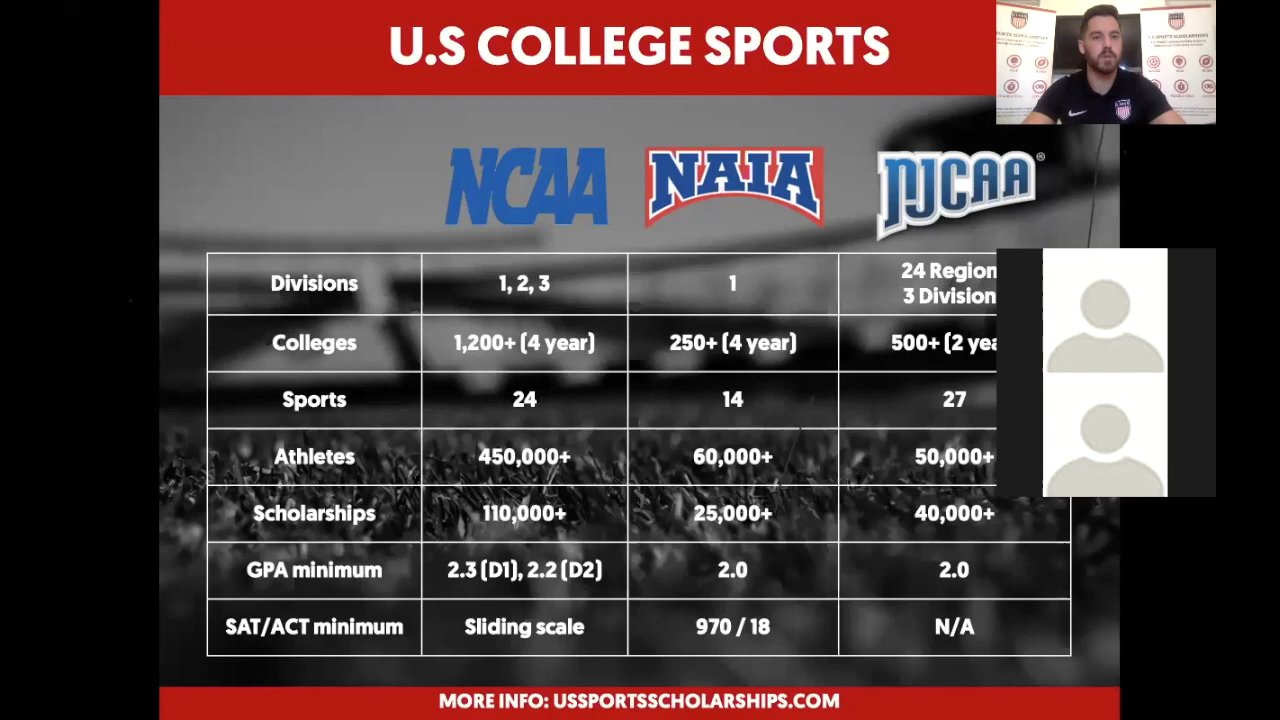 U.S COLLEGE SPORTS
NCAA NAIA NJCAA®
Divisions 1, 2, 3 1 24 Region
3 Division
Colleges 1,200+ (4 year) 250+ (4 year) 500+ (2 yea
Sports 24 14 27
Athletes 450,000+ 60,000+ 50,000+
Scholarships 110,000+ 25,000+ 40,000+
GPA minimum 2.3 (D1), 2.2 (D2) 2.0 2.0
SAT/ACT minimum Sliding scale 970 / 18 N/A
MORE INFO: USSPORTSSCHOLARSHIPS.COM